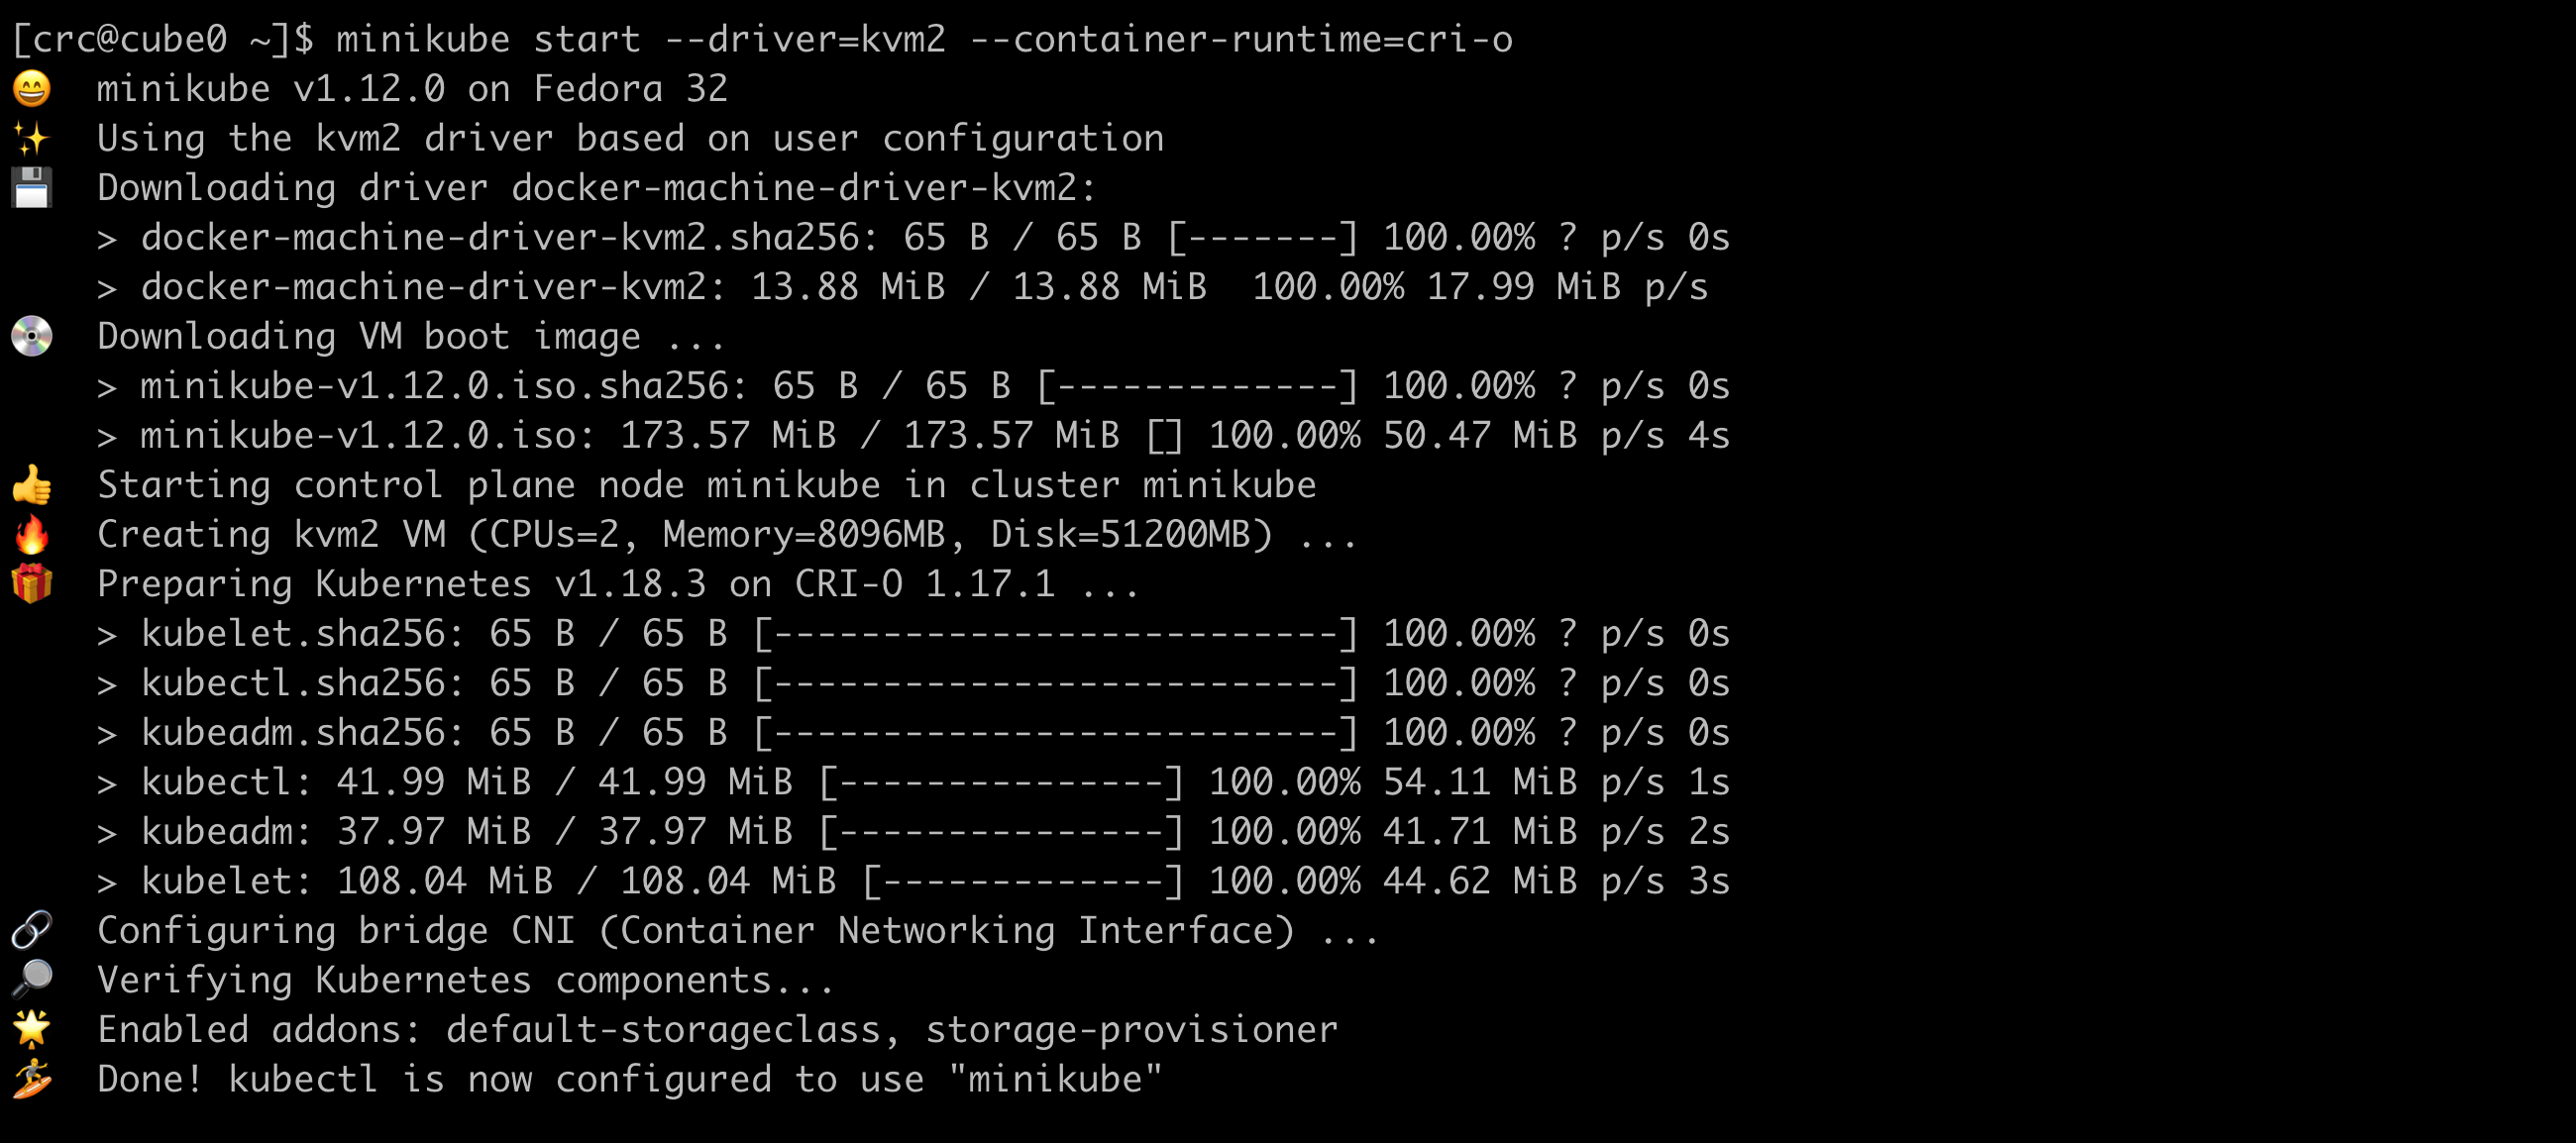 [crc@cube0 ~]$ minikube start --driver=kvm2 --container-runtime=cri-o
😄  minikube v1.12.0 on Fedora 32
✨  Using the kvm2 driver based on user configuration
💾  Downloading driver docker-machine-driver-kvm2:
    > docker-machine-driver-kvm2.sha256: 65 B / 65 B [-------] 100.00% ? p/s 0s
    > docker-machine-driver-kvm2: 13.88 MiB / 13.88 MiB  100.00% 17.99 MiB p/s
💿  Downloading VM boot image ...
    > minikube-v1.12.0.iso.sha256: 65 B / 65 B [-------------] 100.00% ? p/s 0s
    > minikube-v1.12.0.iso: 173.57 MiB / 173.57 MiB [] 100.00% 50.47 MiB p/s 4s
👍  Starting control plane node minikube in cluster minikube
🔥  Creating kvm2 VM (CPUs=2, Memory=8096MB, Disk=51200MB) ...
🎁  Preparing Kubernetes v1.18.3 on CRI-O 1.17.1 ...
    > kubelet.sha256: 65 B / 65 B [--------------------------] 100.00% ? p/s 0s
    > kubectl.sha256: 65 B / 65 B [--------------------------] 100.00% ? p/s 0s
    > kubeadm.sha256: 65 B / 65 B [--------------------------] 100.00% ? p/s 0s
    > kubectl: 41.99 MiB / 41.99 MiB [---------------] 100.00% 54.11 MiB p/s 1s
    > kubeadm: 37.97 MiB / 37.97 MiB [---------------] 100.00% 41.71 MiB p/s 2s
    > kubelet: 108.04 MiB / 108.04 MiB [-------------] 100.00% 44.62 MiB p/s 3s
🔗  Configuring bridge CNI (Container Networking Interface) ...
🔎  Verifying Kubernetes components...
🌟  Enabled addons: default-storageclass, storage-provisioner
🏄  Done! kubectl is now configured to use "minikube"